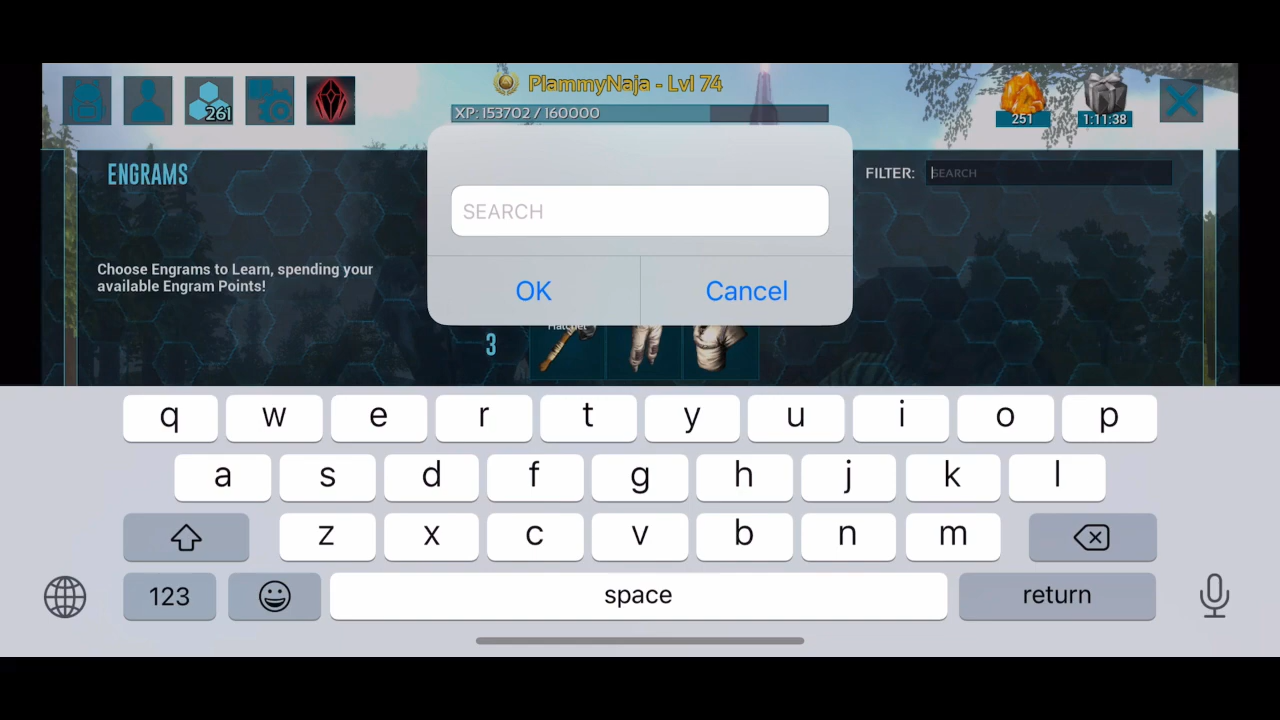 261
PlammyNaja - Lvl 74
XP: 153702 / 160000
251
1:11:38
ENGRAMS
FILTER:
SEARCH
SEARCH
Choose Engrams to Learn, spending your
available Engram Points!
OK
Cancel
Hatchet
3
q w e r t y u i o p
a s d f g h j k l
z x c v b n m
123
space
return